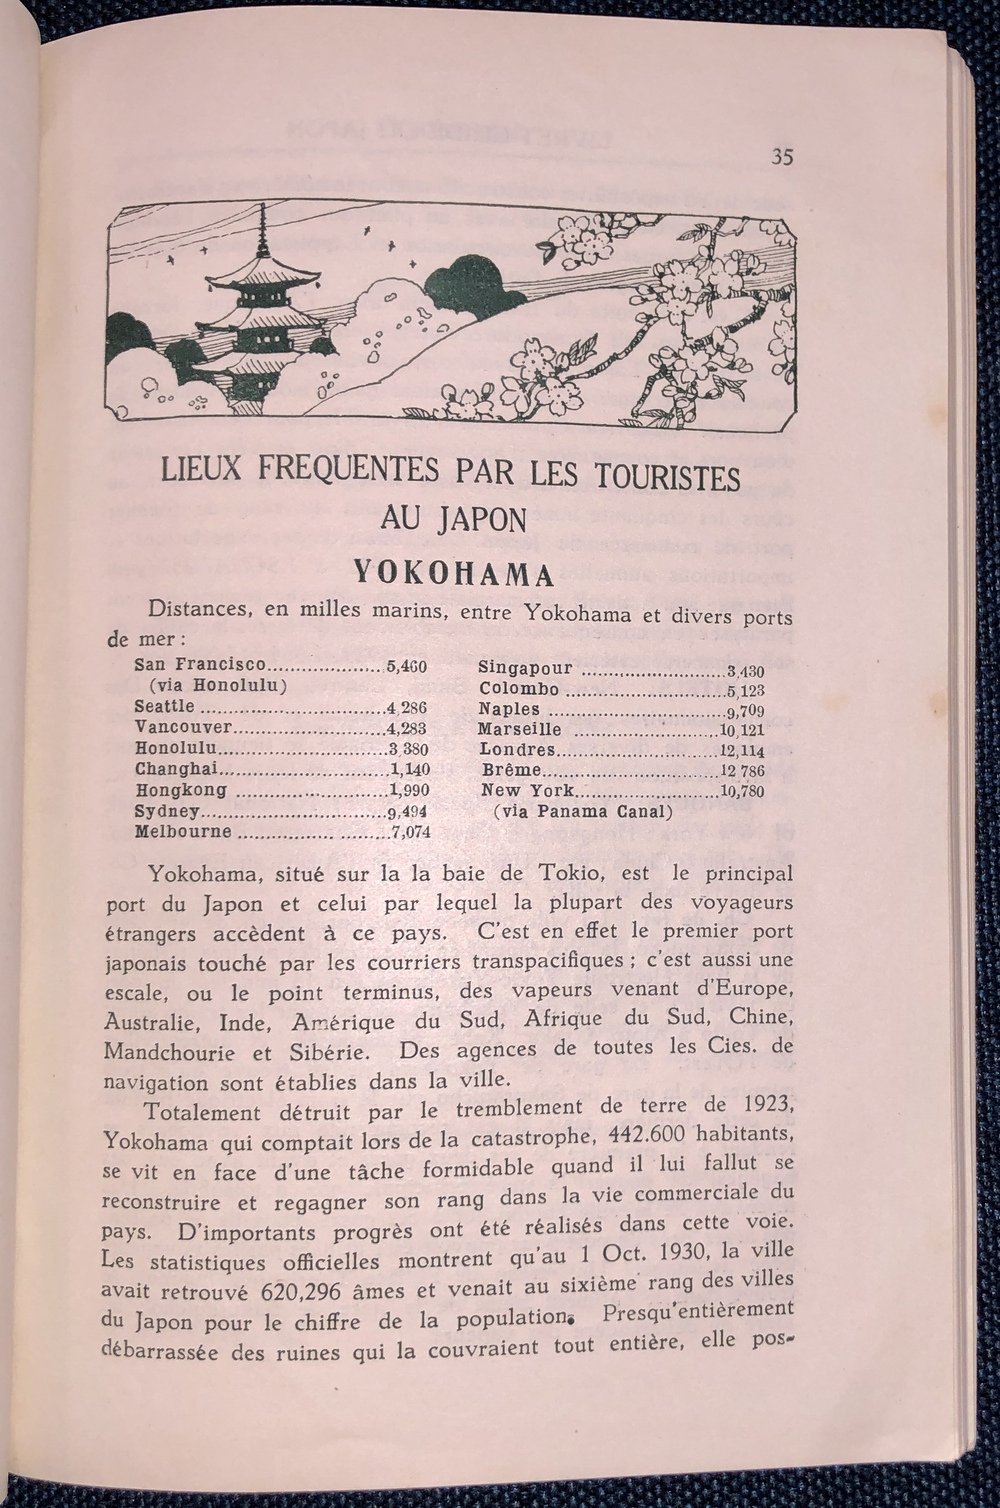 35
LIEUX FREQUENTES PAR LES TOURISTES
AU JAPON
YOKOHAMA
Distances, en milles marins, entre Yokohama et divers ports
de mer :
San Francisco..................5,460
(via Honolulu)
Seattle .............................4 286
Vancouver.........................4,283
Honolulu...........................3 380
Changhai...........................1,140
Hongkong .........................1,990
Sydney..............................9,494
Melbourne ........................7,074
Singapour .........................3,430
Colombo ..........................5,123
Naples .............................9,709
Marseille .........................10,121
Londres............................12,114
Brême..............................12 786
New York.........................10,780
(via Panama Canal)
Yokohama, situé sur la la baie de Tokio, est le principal
port du Japon et celui par lequel la plupart des voyageurs
étrangers accèdent à ce pays. C'est en effet le premier port
japonais touché par les courriers transpacifiques ; c'est aussi une
escale, ou le point terminus, des vapeurs venant d'Europe,
Australie, Inde, Amérique du Sud, Afrique du Sud, Chine,
Mandchourie et Sibérie. Des agences de toutes les Cies. de
navigation sont établies dans la ville.
Totalement détruit par le tremblement de terre de 1923,
Yokohama qui comptait lors de la catastrophe, 442.600 habitants,
se vit en face d'une tâche formidable quand il lui fallut se
reconstruire et regagner son rang dans la vie commerciale du
pays. D'importants progrès ont été réalisés dans cette voie.
Les statistiques officielles montrent qu'au 1 Oct. 1930, la ville
avait retrouvé 620,296 âmes et venait au sixième rang des villes
du Japon pour le chiffre de la population. Presqu'entièrement
débarrassée des ruines qui la couvraient tout entière, elle pos-